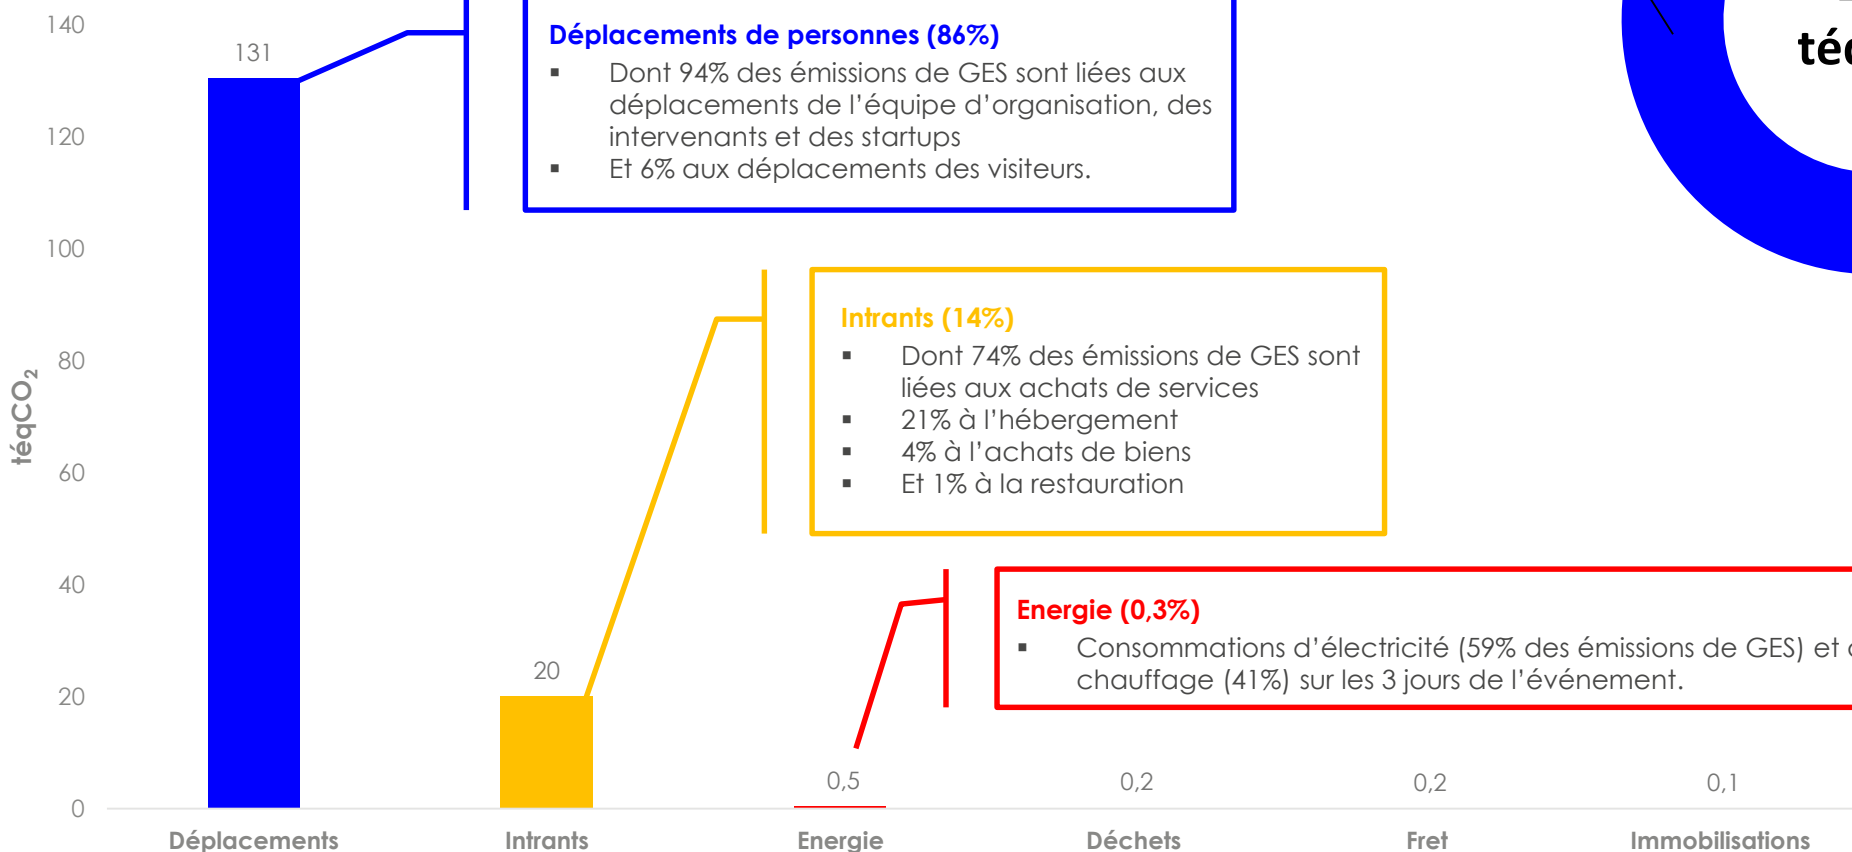 140
120
100
80
60
40
20
0
téqCO₂
131
20
0,5
0,2
0,2
0,1
Déplacements
Intrants
Energie
Déchets
Fret
Immobilisations
Déplacements de personnes (86%)
▪ Dont 94% des émissions de GES sont liées aux
déplacements de l’équipe d’organisation, des
intervenants et des startups
▪ Et 6% aux déplacements des visiteurs.
Intrants (14%)
▪ Dont 74% des émissions de GES sont
liées aux achats de services
▪ 21% à l’hébergement
▪ 4% à l’achats de biens
▪ Et 1% à la restauration
Energie (0,3%)
▪ Consommations d’électricité (59% des émissions de GES) et
chauffage (41%) sur les 3 jours de l’événement.